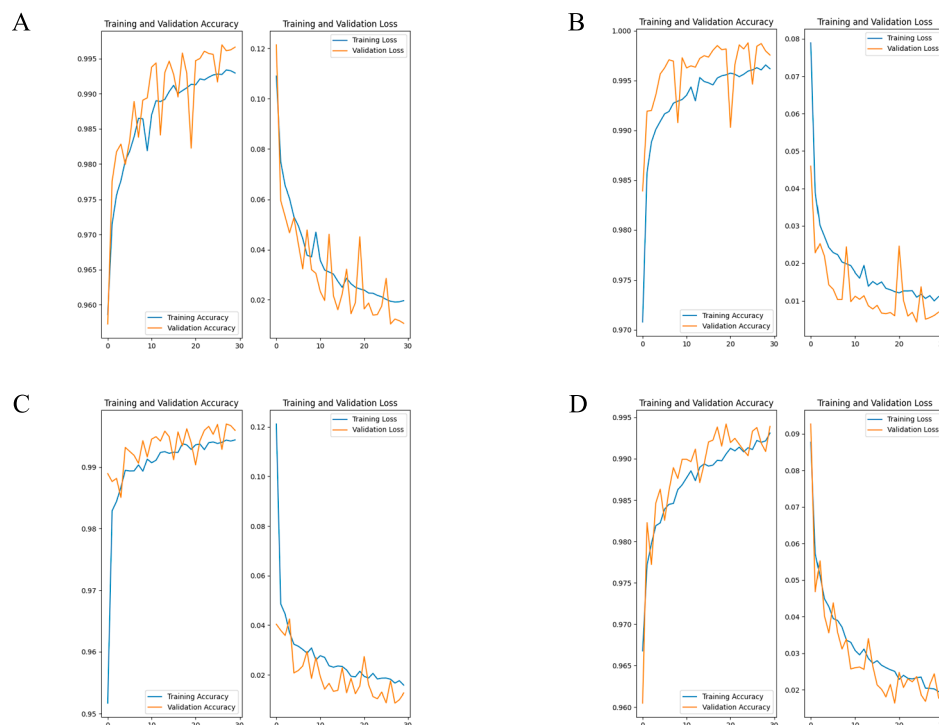 A
Training and Validation Accuracy
0.995
0.990
0.985
0.980
0.975
0.970
0.965
0.960
Training Accuracy
Validation Accuracy
0 10 20 30
Training and Validation Loss
Training Loss
Validation Loss
0.12
0.10
0.08
0.06
0.04
0.02
0 10 20 30
B
Training and Validation Accuracy
1.000
0.995
0.990
0.985
0.980
0.975
0.970
Training Accuracy
Validation Accuracy
0 10 20 30
Training and Validation Loss
Training Loss
Validation Loss
0.08
0.07
0.06
0.05
0.04
0.03
0.02
0.01
0 10 20
C
Training and Validation Accuracy
0.99
0.98
0.97
0.96
0.95
Training Accuracy
Validation Accuracy
0 10 20 30
Training and Validation Loss
Training Loss
Validation Loss
0.12
0.10
0.08
0.06
0.04
0.02
0 10 20 30
D
Training and Validation Accuracy
0.995
0.990
0.985
0.980
0.975
0.970
0.965
0.960
Training Accuracy
Validation Accuracy
0 10 20 30
Training and Validation Loss
Training Loss
Validation Loss
0.09
0.08
0.07
0.06
0.05
0.04
0.03
0.02
0 10 20